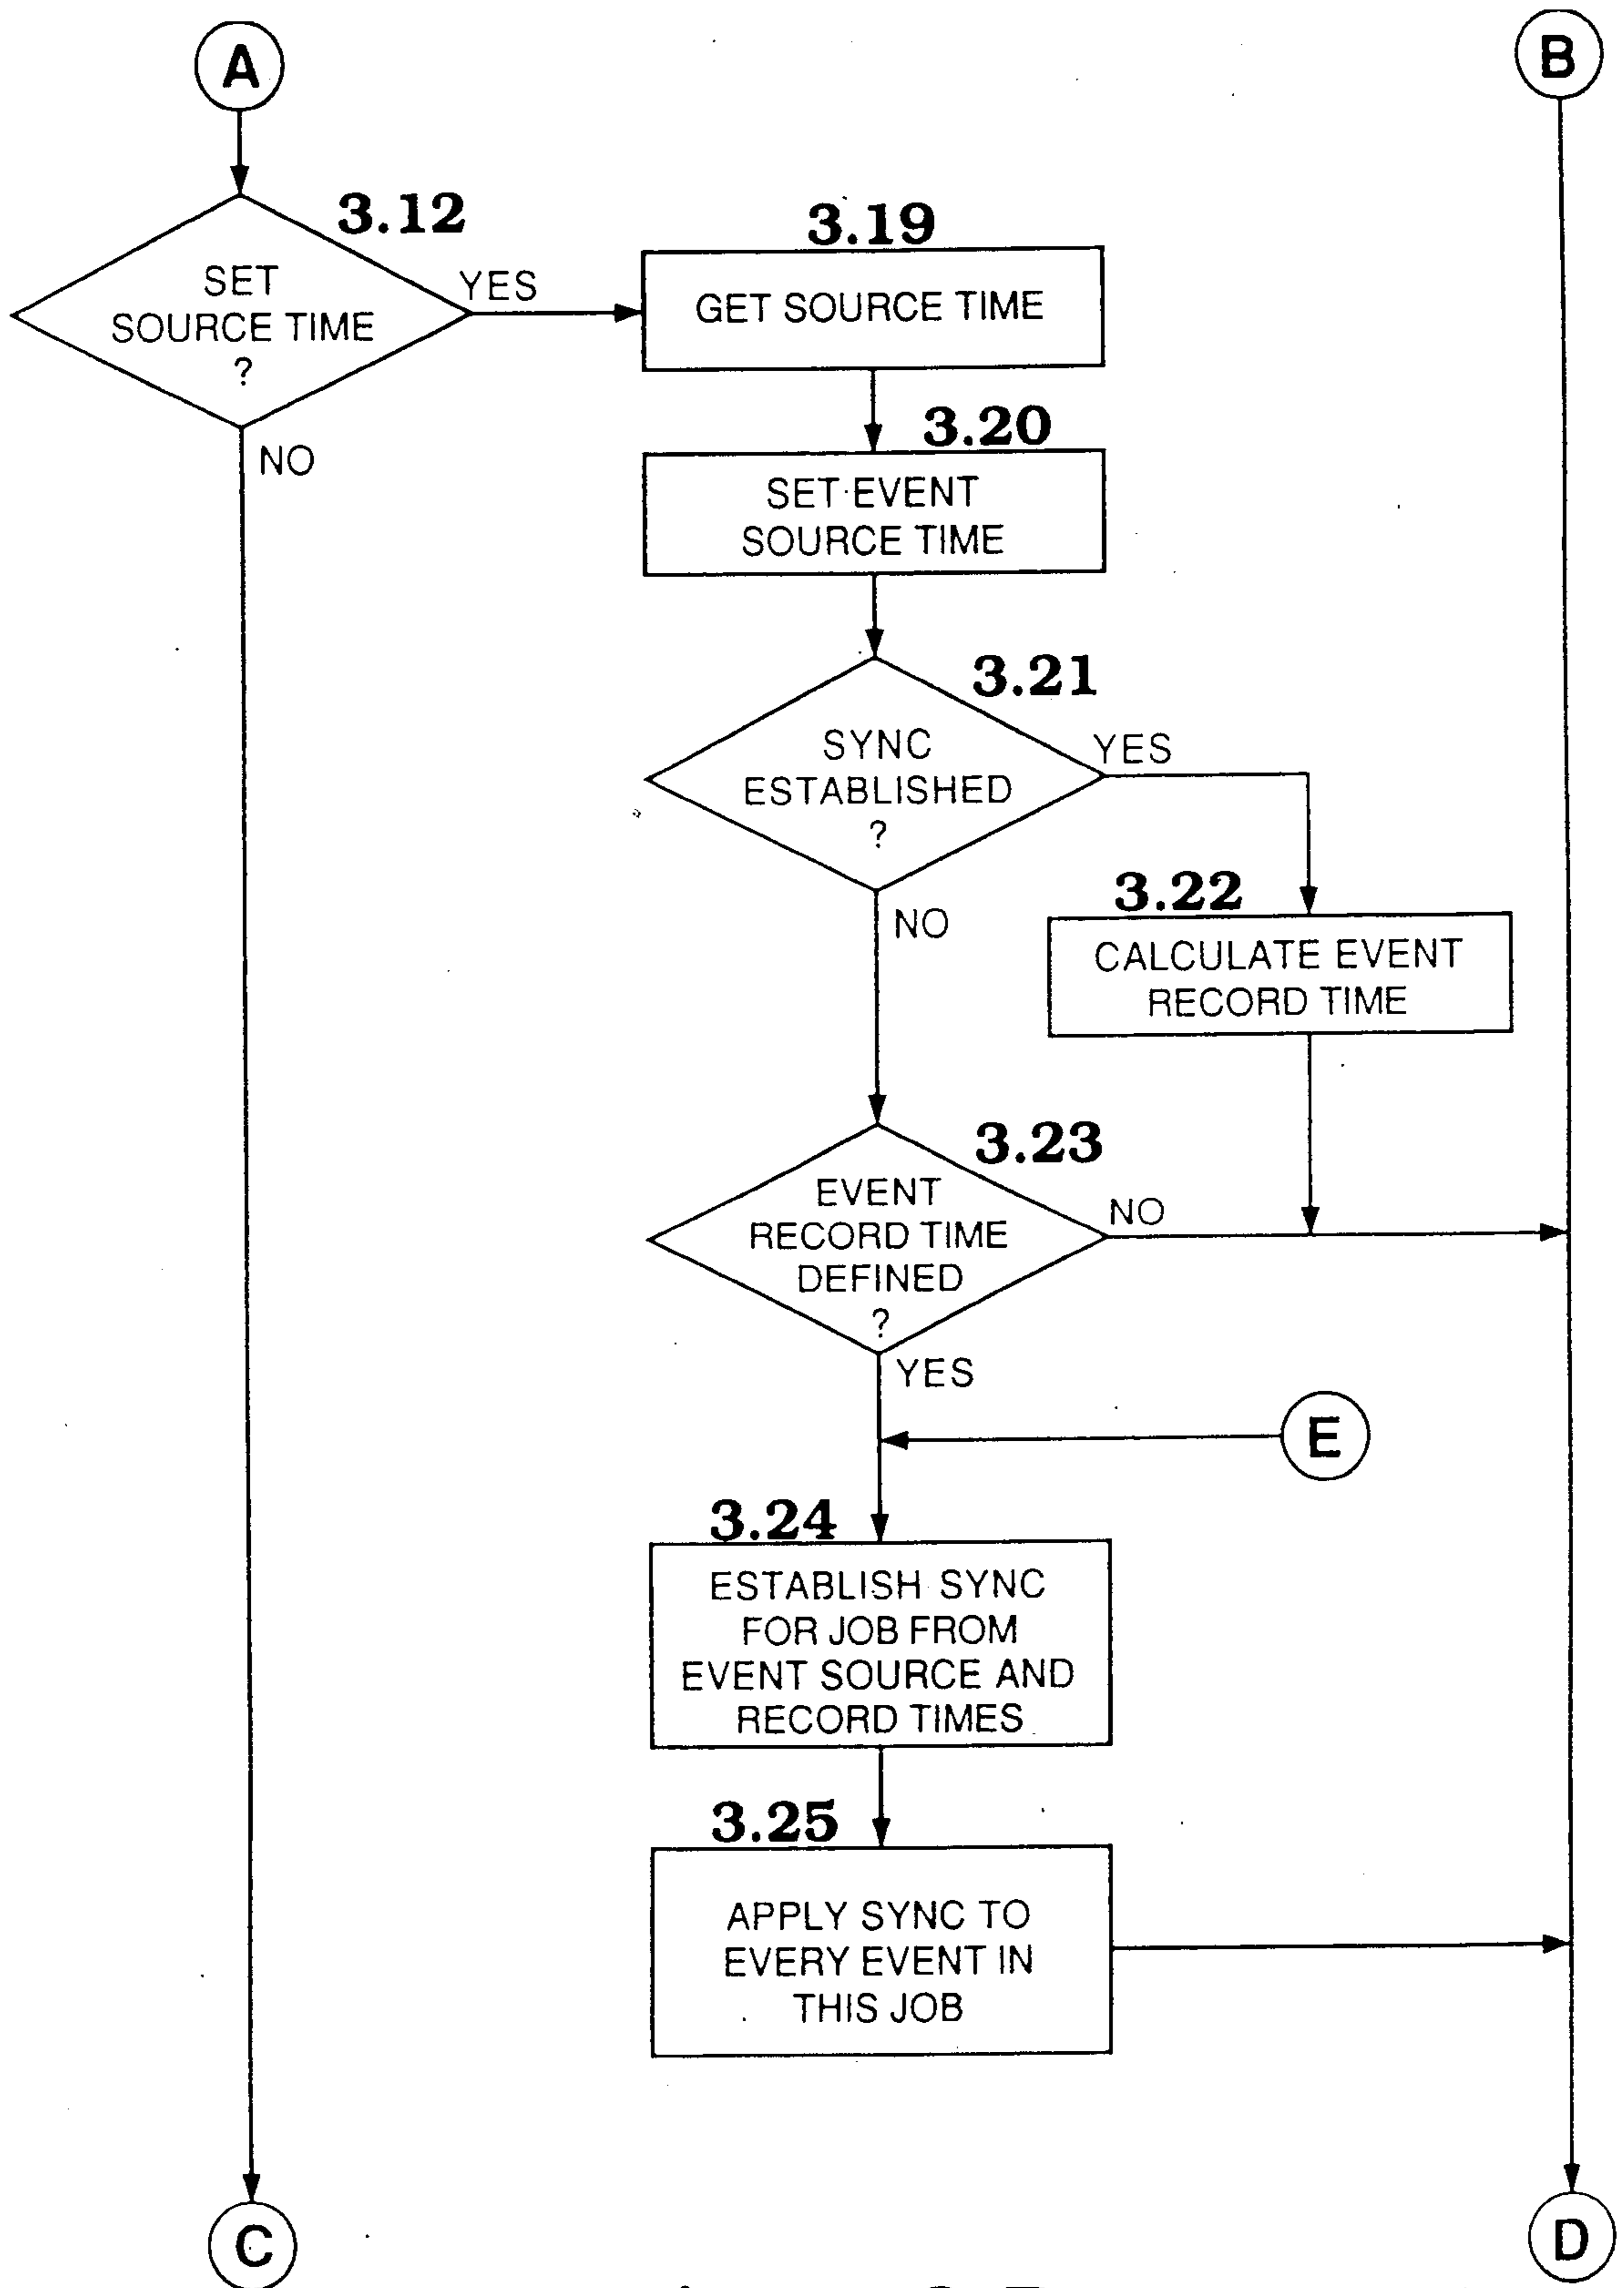 A
B
3.12
SET
SOURCE TIME
?
YES
NO
3.19
GET SOURCE TIME
3.20
SET EVENT
SOURCE TIME
3.21
SYNC
ESTABLISHED
?
YES
NO
3.22
CALCULATE EVENT
RECORD TIME
3.23
EVENT
RECORD TIME
DEFINED
?
NO
YES
E
3.24
ESTABLISH SYNC
FOR JOB FROM
EVENT SOURCE AND
RECORD TIMES
3.25
APPLY SYNC TO
EVERY EVENT IN
THIS JOB
C
D